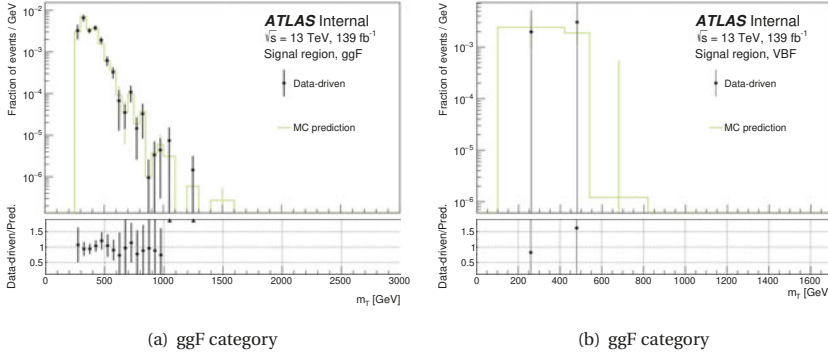 Fraction of events / GeV
10⁻²
10⁻³
10⁻⁴
10⁻⁵
10⁻⁶
ATLAS Internal
√s = 13 TeV, 139 fb⁻¹
Signal region, ggF
Data-driven
MC prediction
Data-driven/Pred.
1.5
1
0.5
0 500 1000 1500 2000 2500 3000
m_T [GeV]
(a) ggF category
Fraction of events / GeV
10⁻³
10⁻⁴
10⁻⁵
10⁻⁶
ATLAS Internal
√s = 13 TeV, 139 fb⁻¹
Signal region, VBF
Data-driven
MC prediction
Data-driven/Pred.
1.5
1
0.5
0 200 400 600 800 1000 1200 1400 1600
m_T [GeV]
(b) ggF category